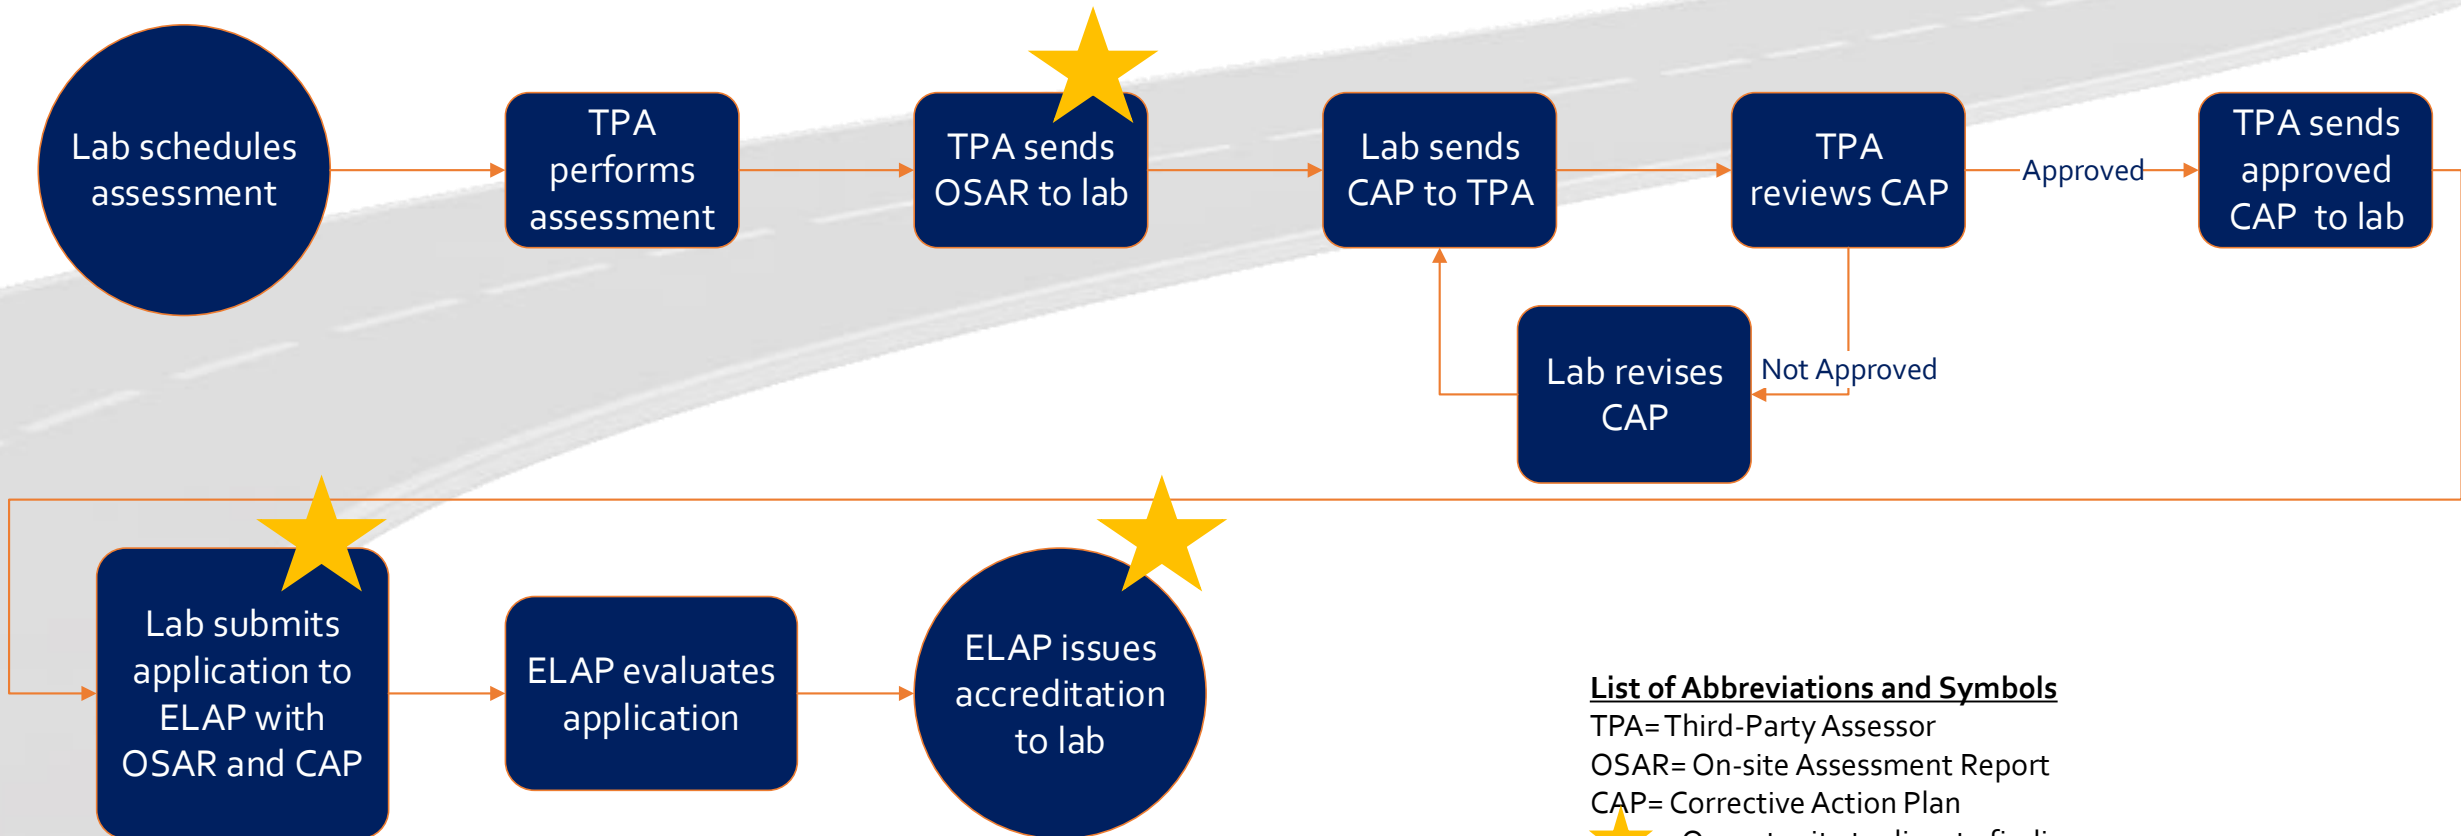 Lab schedules
assessment
TPA
performs
assessment
TPA sends
OSAR to lab
Lab sends
CAP to TPA
TPA
reviews CAP
Approved
TPA sends
approved
CAP to lab
Lab revises
CAP
Not Approved
Lab submits
application to
ELAP with
OSAR and CAP
ELAP evaluates
application
ELAP issues
accreditation
to lab
List of Abbreviations and Symbols
TPA= Third-Party Assessor
OSAR= On-site Assessment Report
CAP= Corrective Action Plan